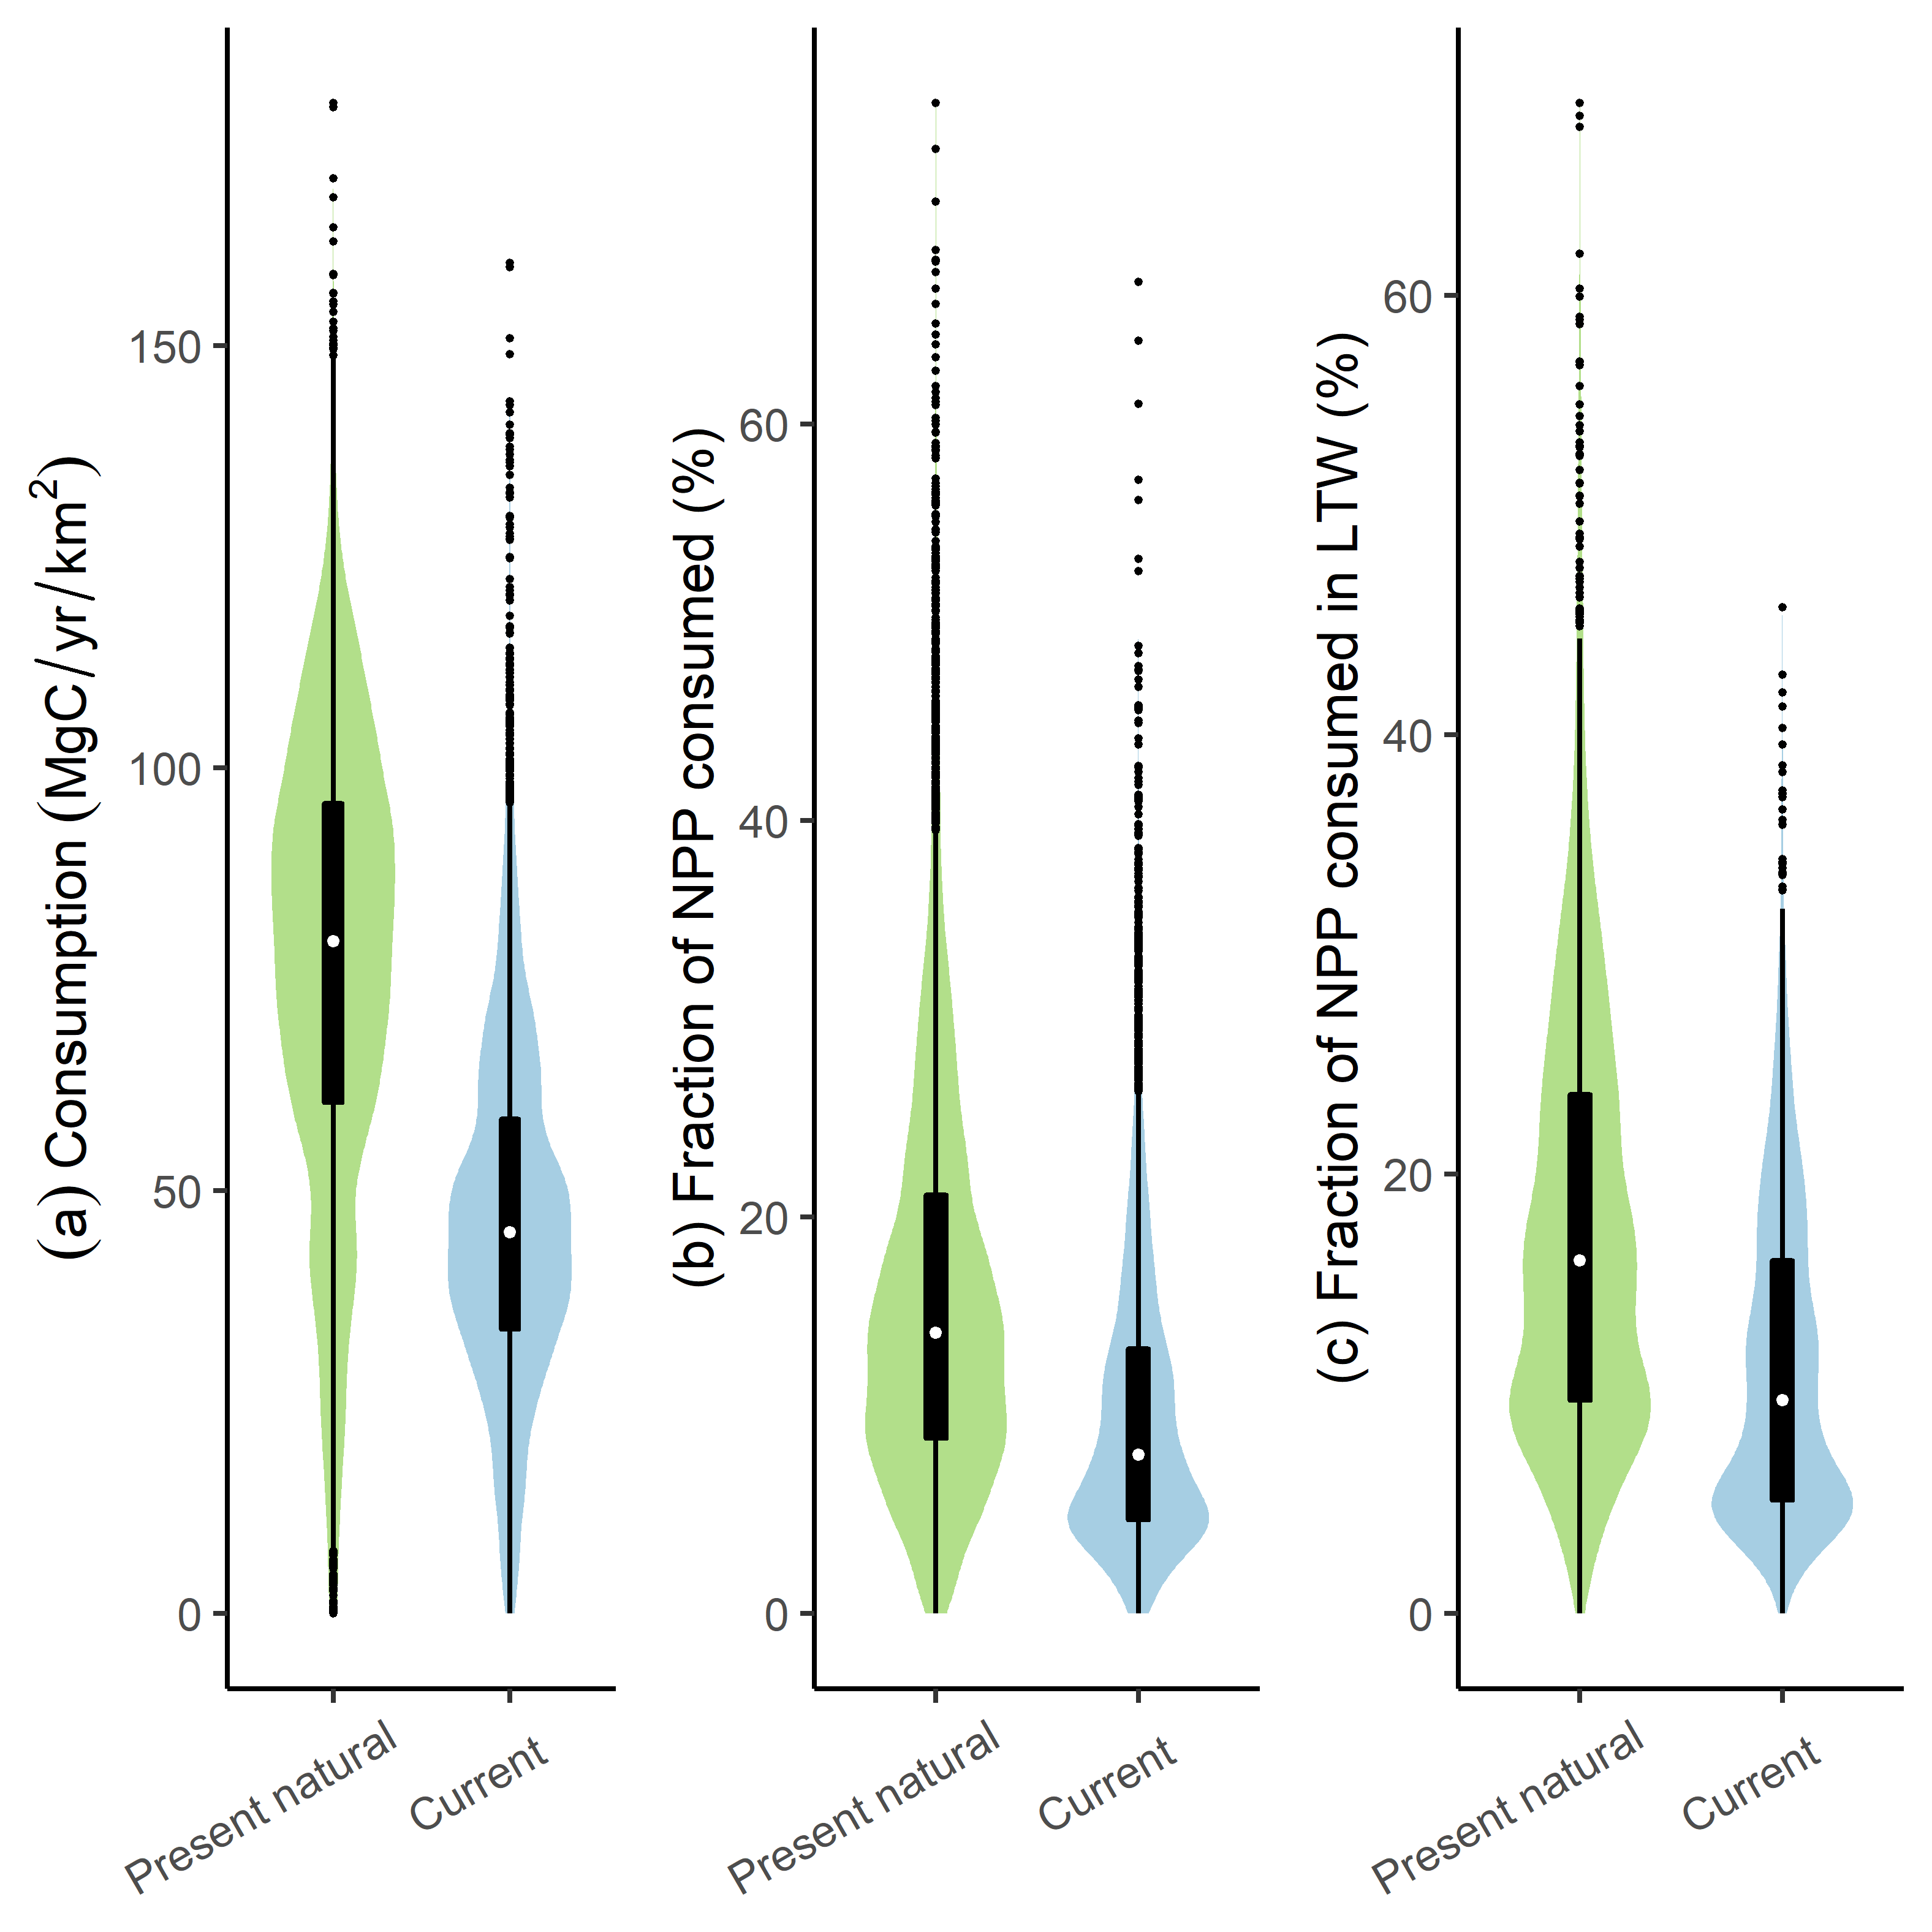 (a) Consumption (MgC/yr/km²)
150
100
50
0
Present natural
Current
(b) Fraction of NPP consumed (%)
60
40
20
0
Present natural
Current
(c) Fraction of NPP consumed in LTW (%)
60
40
20
0
Present natural
Current